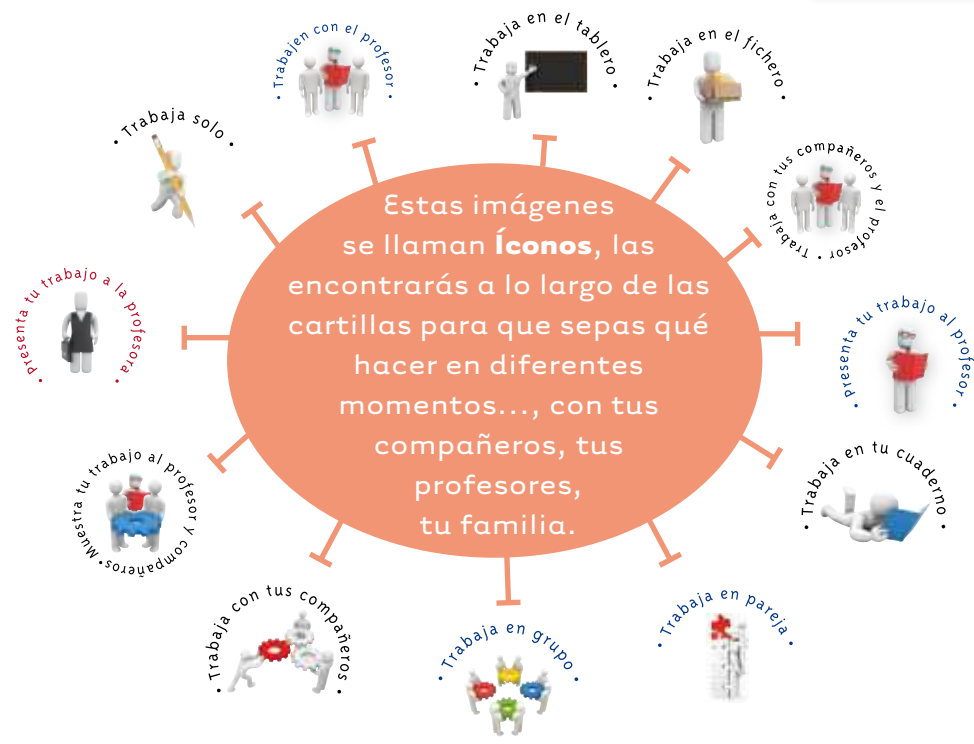 • Trabajen con el profesor •
• Trabaja en el tablero •
• Trabaja en el fichero •
• Trabaja solo •
Trabaja con tus compañeros y el profesor •
Estas imágenes
se llaman Íconos, las
encontrarás a lo largo de las
cartillas para que sepas qué
hacer en diferentes
momentos..., con tus
compañeros, tus
profesores,
tu familia.
• Presenta tu trabajo a la profesora •
• Presenta tu trabajo al profesor •
Muestra tu trabajo al profesor y compañeros •
• Trabaja en tu cuaderno •
• Trabaja con tus compañeros •
• Trabaja en grupo •
• Trabaja en pareja •